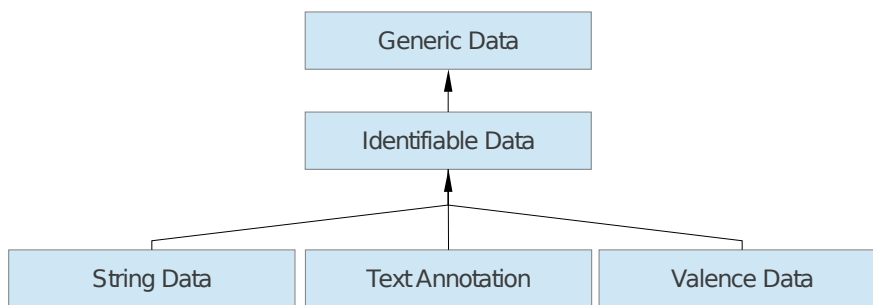 Generic Data
Identifiable Data
String Data
Text Annotation
Valence Data